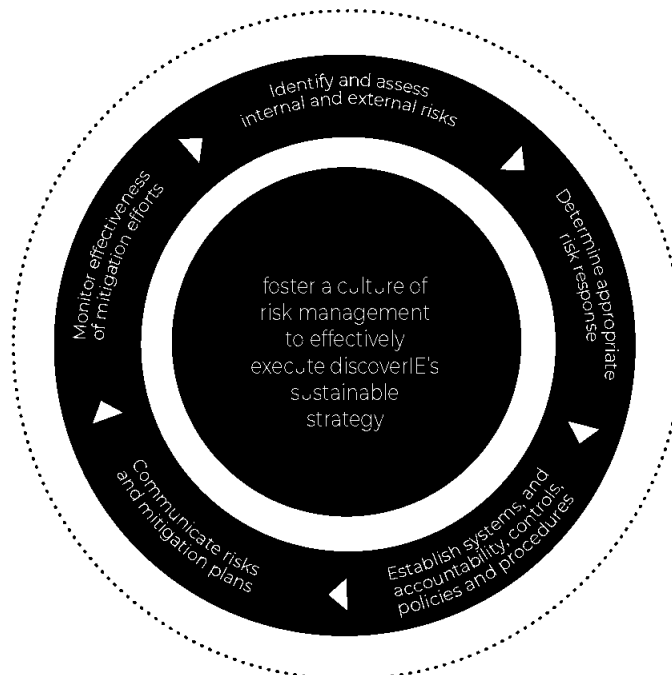 Identify and assess
internal and external risks
Determine appropriate
risk response
Establish systems, and
accountability, controls,
policies and procedures
Communicate risks
and mitigation plans
Monitor effectiveness
of mitigation efforts
foster a culture of
risk management
to effectively
execute discoverIE's
sustainable
strategy